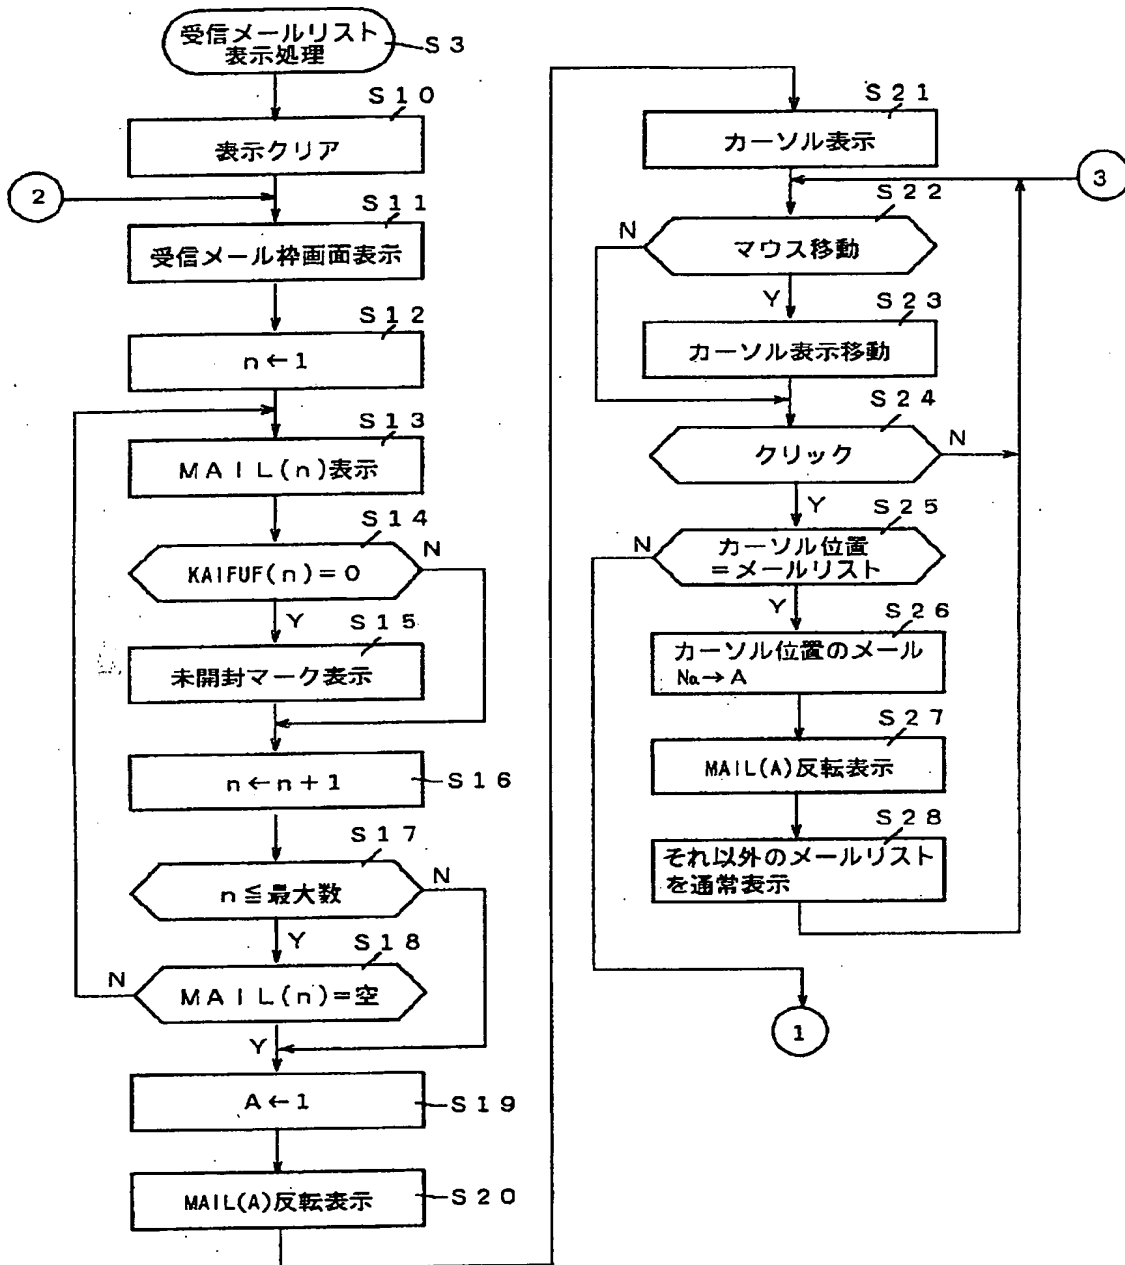 受信メールリスト
表示処理
S3
S10
表示クリア
2
S11
受信メール枠画面表示
S12
n←1
S13
MAIL(n)表示
S14
KAIFUF(n)=0
N
Y
S15
未開封マーク表示
n←n+1
S16
S17
n≦最大数
N
Y
S18
MAIL(n)=空
N
Y
A←1
S19
MAIL(A)反転表示
S20
S21
カーソル表示
3
S22
マウス移動
N
Y
S23
カーソル表示移動
S24
クリック
N
Y
S25
カーソル位置
=メールリスト
N
Y
S26
カーソル位置のメール
№→A
S27
MAIL(A)反転表示
S28
それ以外のメールリスト
を通常表示
1